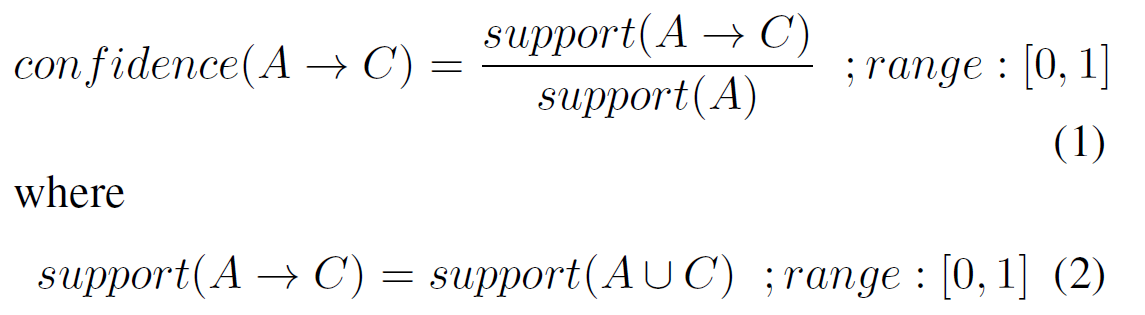 confidence(A → C) = support(A → C) / support(A) ; range : [0, 1]
(1)
where
support(A → C) = support(A ∪ C) ; range : [0, 1] (2)